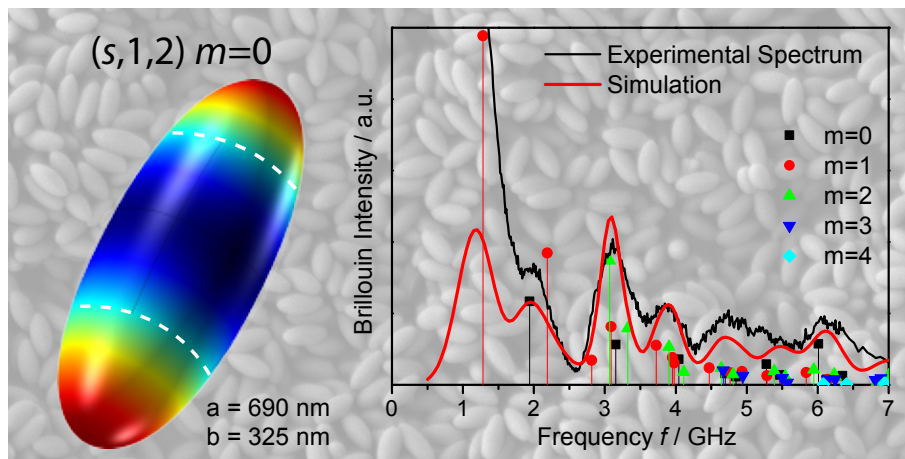 (s,1,2) m=0
a = 690 nm
b = 325 nm
Brillouin Intensity / a.u.
Experimental Spectrum
Simulation
m=0
m=1
m=2
m=3
m=4
0 1 2 3 4 5 6 7
Frequency f / GHz